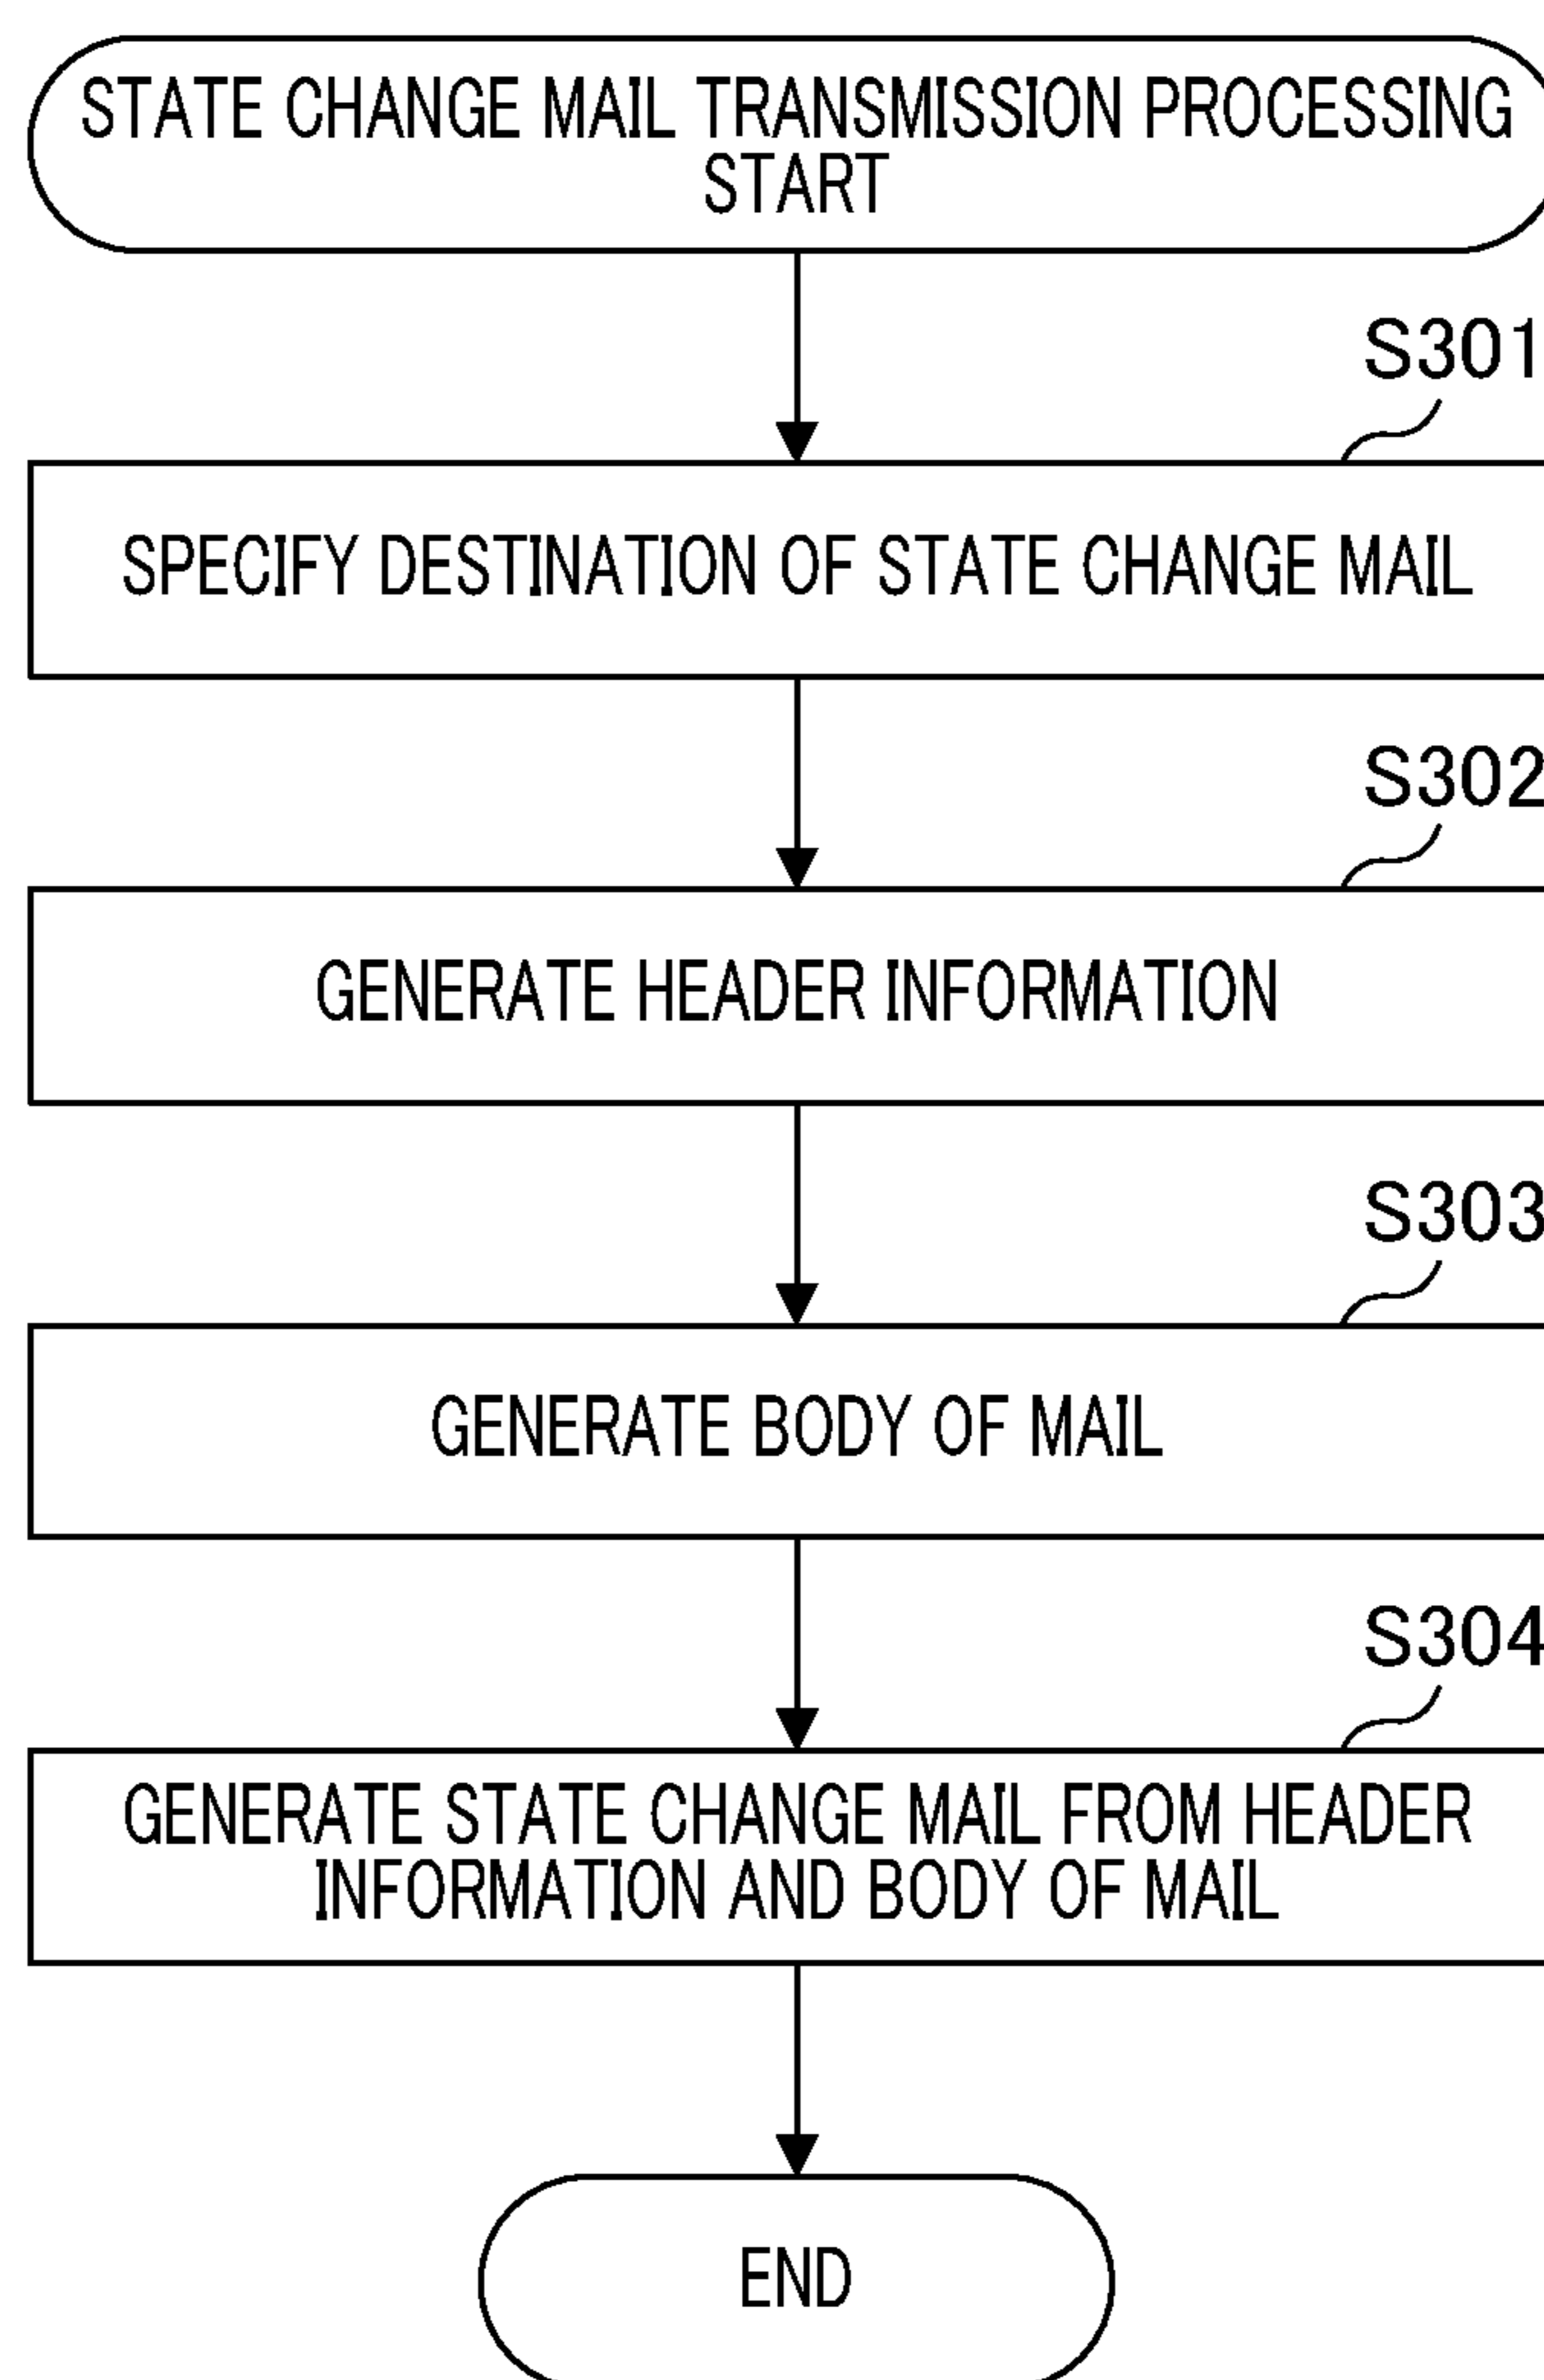 STATE CHANGE MAIL TRANSMISSION PROCESSING
START
S301
SPECIFY DESTINATION OF STATE CHANGE MAIL
S302
GENERATE HEADER INFORMATION
S303
GENERATE BODY OF MAIL
S304
GENERATE STATE CHANGE MAIL FROM HEADER
INFORMATION AND BODY OF MAIL
END